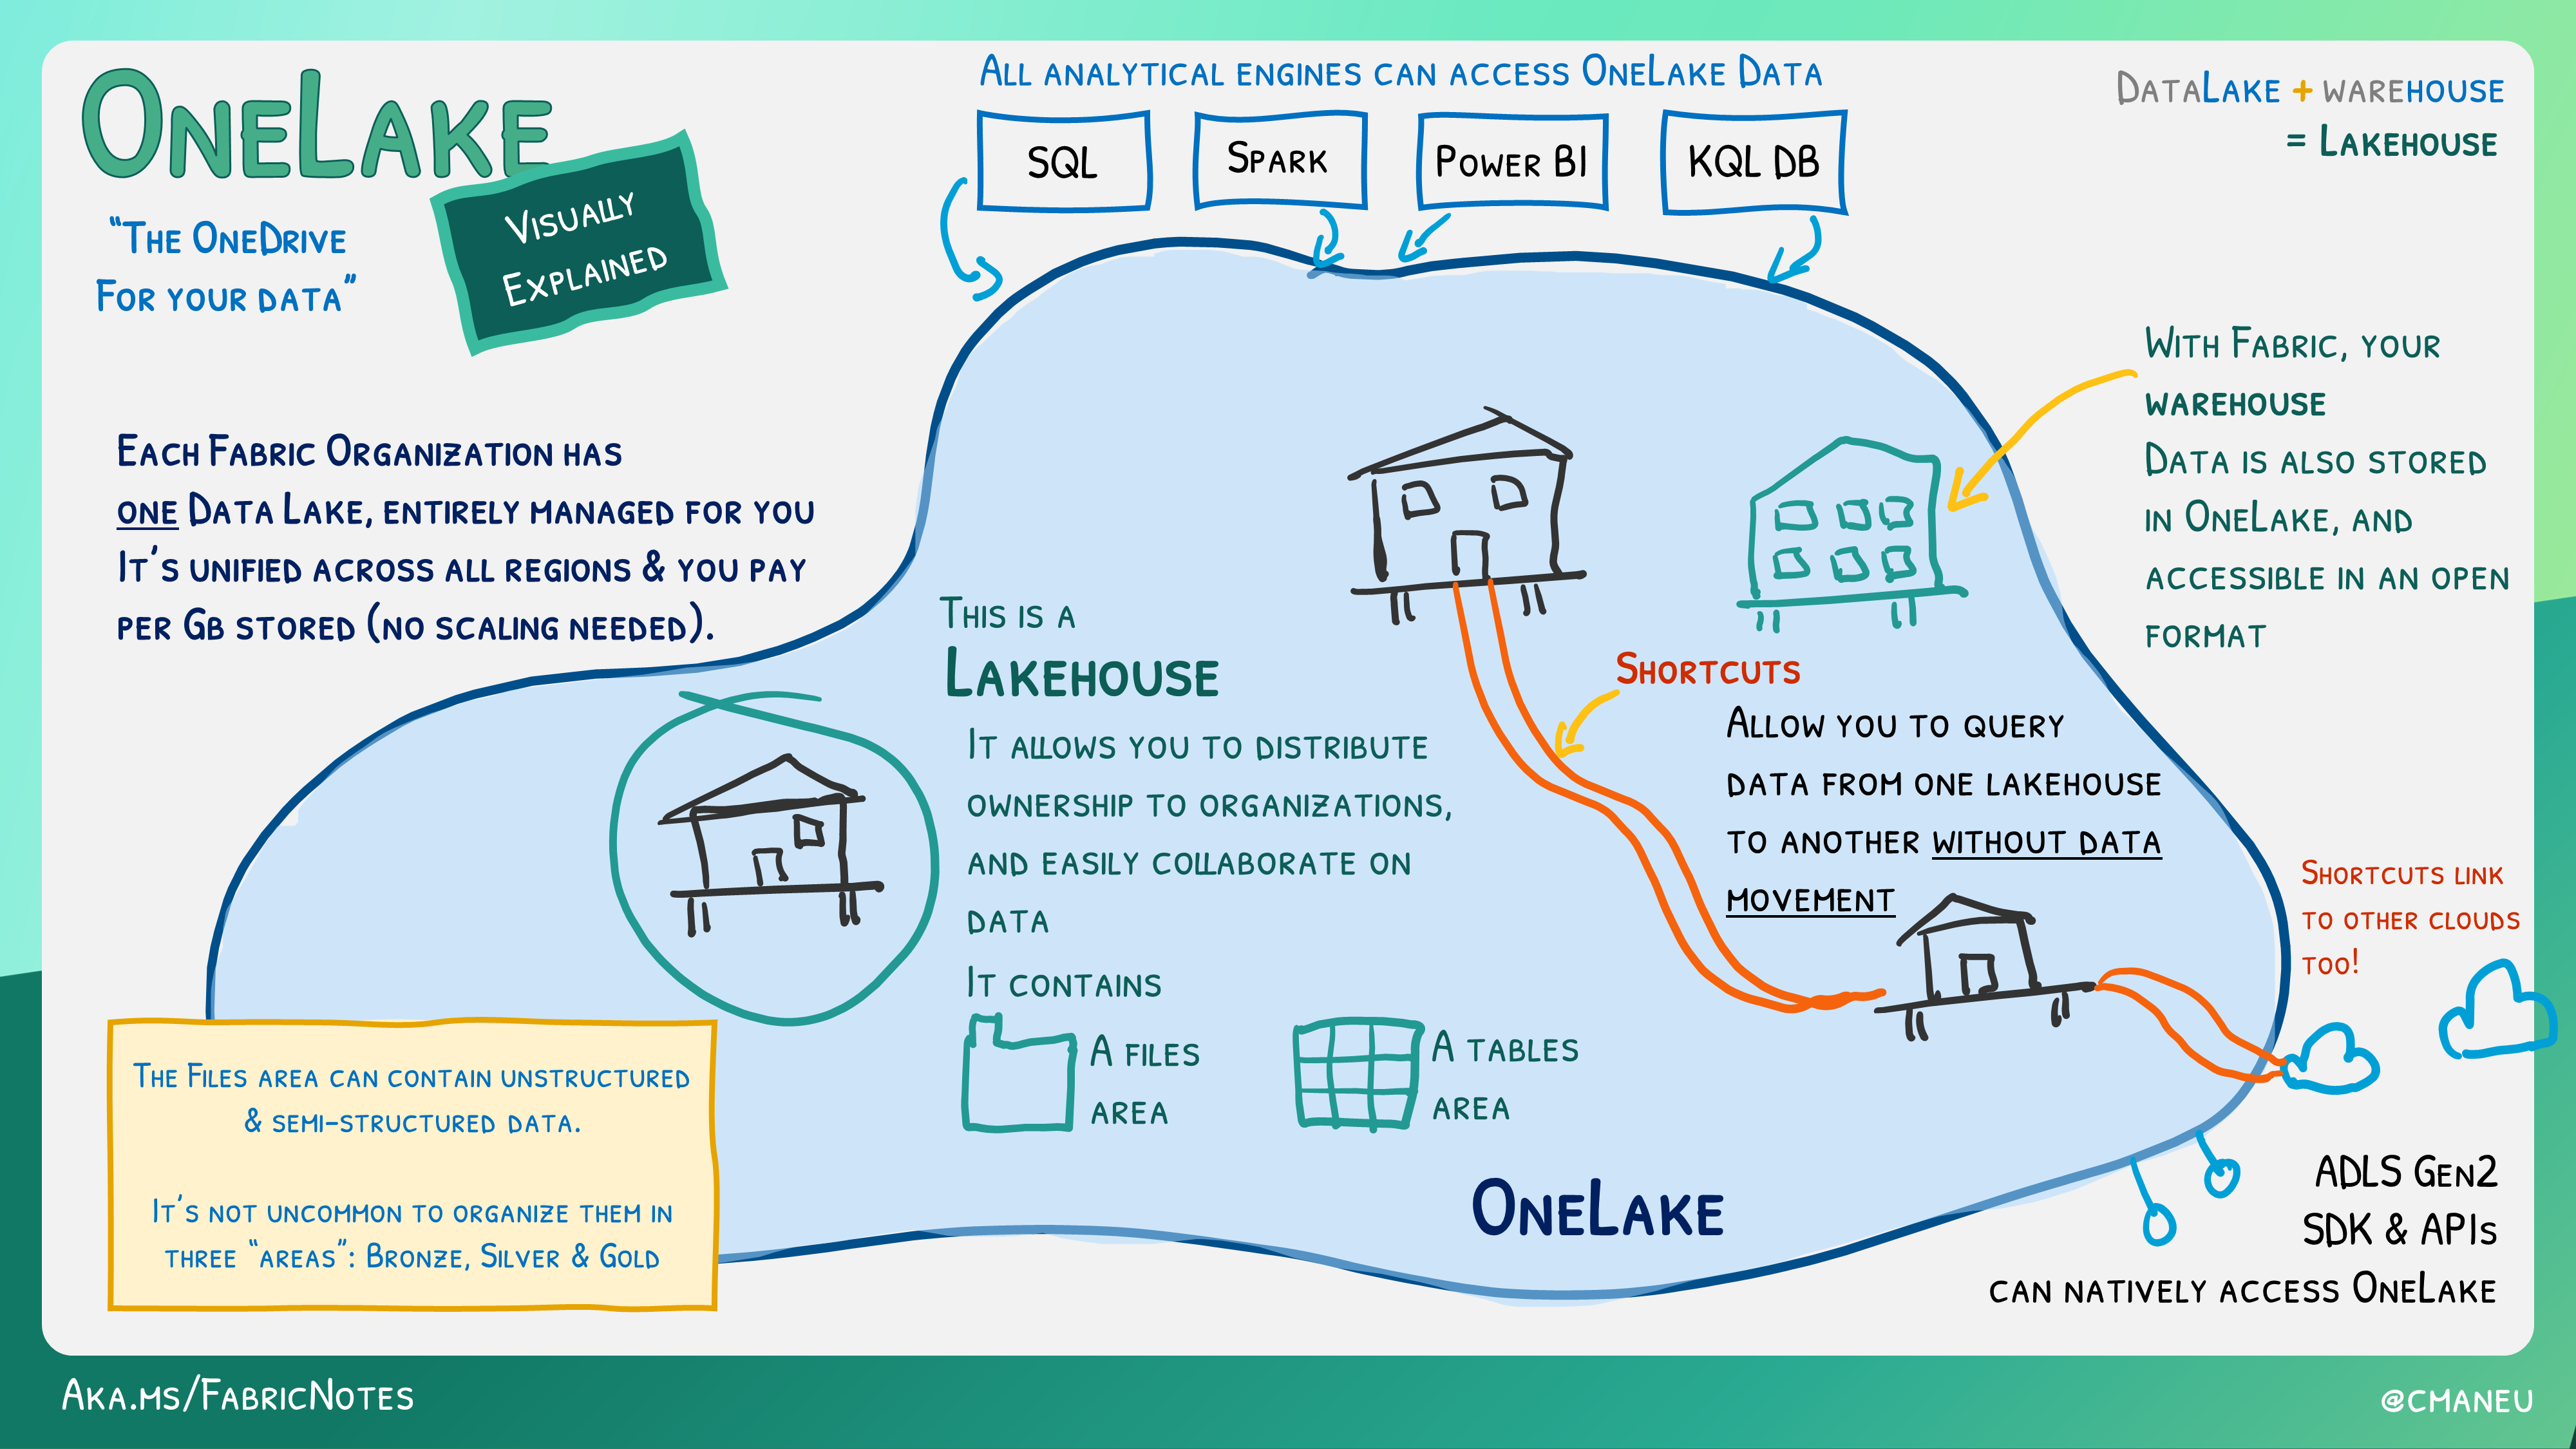 OneLake
Visually
Explained
“The OneDrive
For your data”
All analytical engines can access OneLake Data
SQL
Spark
Power BI
KQL DB
DataLake + warehouse
= Lakehouse
Each Fabric Organization has
one Data Lake, entirely managed for you
It's unified across all regions & you pay
per Gb stored (no scaling needed).
With Fabric, your
warehouse
Data is also stored
in OneLake, and
accessible in an open
format
This is a
Lakehouse
It allows you to distribute
ownership to organizations,
and easily collaborate on
data
It contains
A files
area
A tables
area
Shortcuts
Allow you to query
data from one lakehouse
to another without data
movement
Shortcuts link
to other clouds
too!
The Files area can contain unstructured
& semi-structured data.
It's not uncommon to organize them in
three “areas”: Bronze, Silver & Gold
OneLake
ADLS Gen2
SDK & APIs
can natively access OneLake
Aka.ms/FabricNotes
@cmaneu